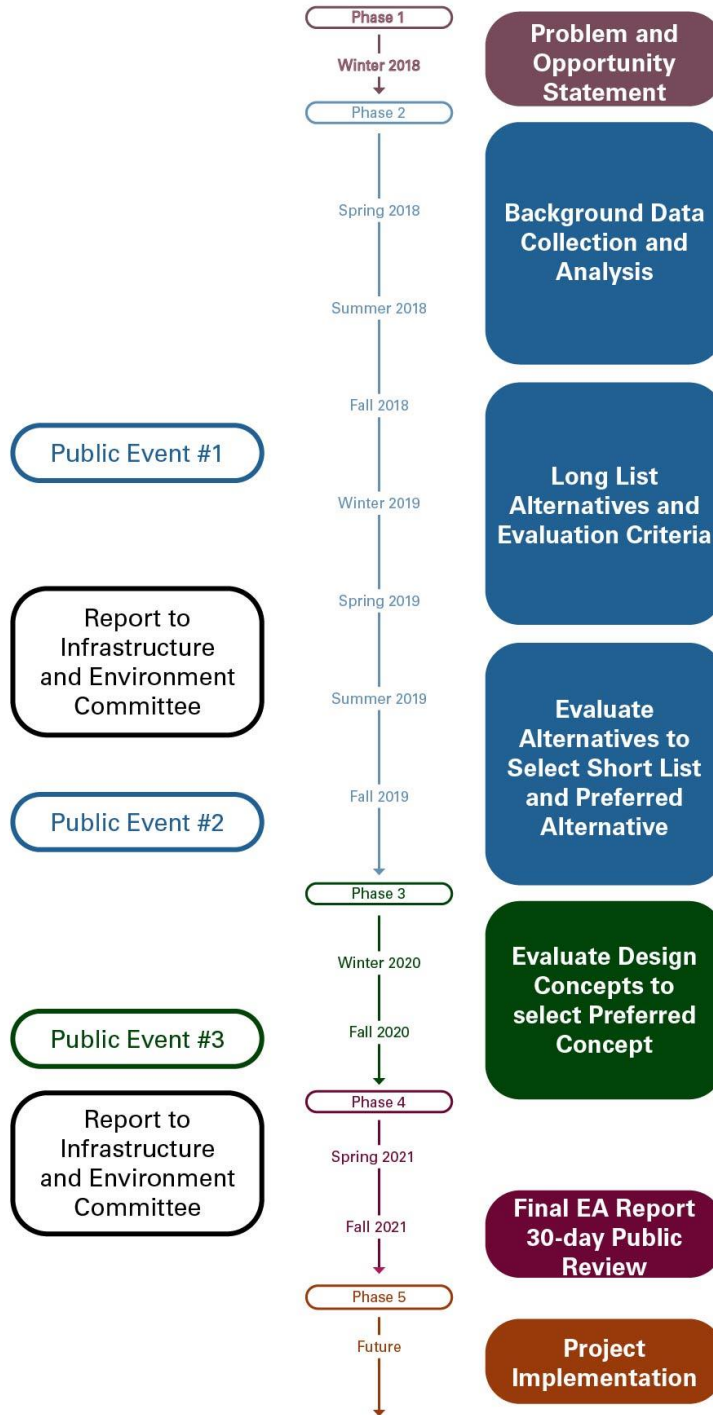 Phase 1
Winter 2018
Problem and
Opportunity
Statement
Phase 2
Spring 2018
Summer 2018
Background Data
Collection and
Analysis
Fall 2018
Public Event #1
Winter 2019
Long List
Alternatives and
Evaluation Criteria
Spring 2019
Report to
Infrastructure
and Environment
Committee
Summer 2019
Fall 2019
Public Event #2
Evaluate
Alternatives to
Select Short List
and Preferred
Alternative
Phase 3
Winter 2020
Fall 2020
Public Event #3
Evaluate Design
Concepts to
select Preferred
Concept
Phase 4
Spring 2021
Report to
Infrastructure
and Environment
Committee
Fall 2021
Final EA Report
30-day Public
Review
Phase 5
Future
Project
Implementation